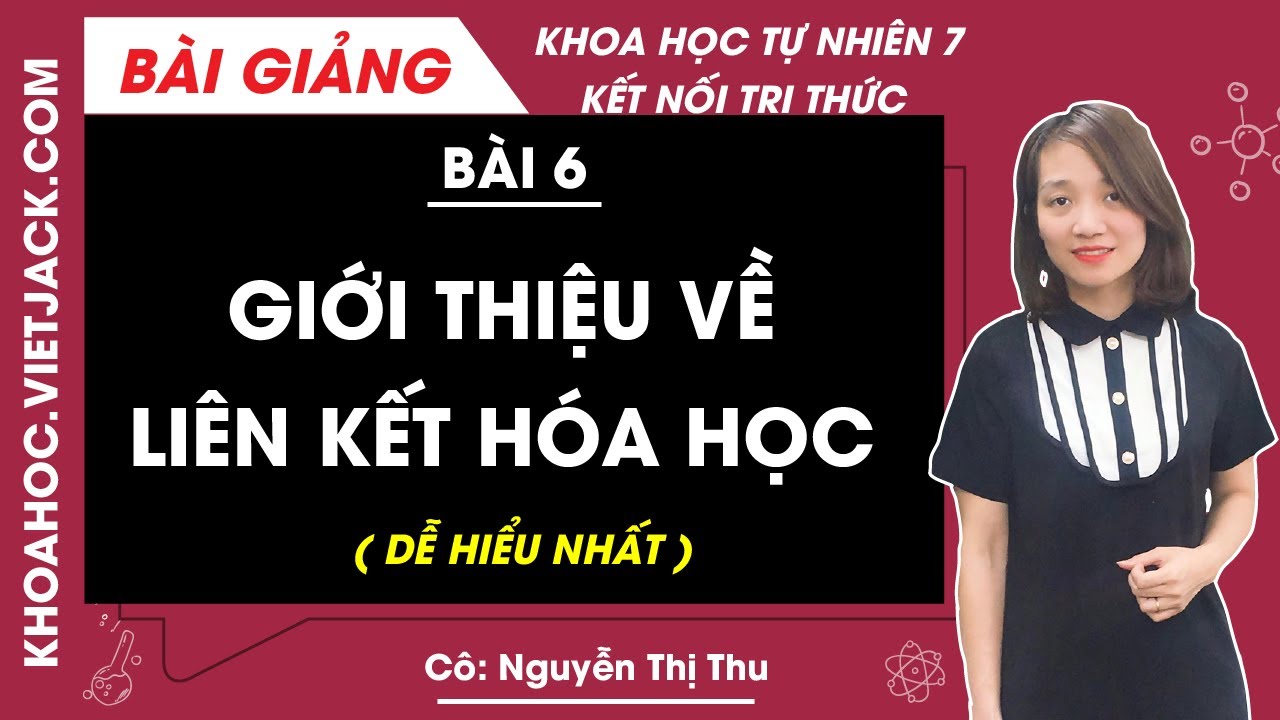 KHOAHOC.VIETJACK.COM
BÀI GIẢNG
KHOA HỌC TỰ NHIÊN 7
KẾT NỐI TRI THỨC
BÀI 6
GIỚI THIỆU VỀ
LIÊN KẾT HÓA HỌC
( DỄ HIỂU NHẤT )
Cô: Nguyễn Thị Thu